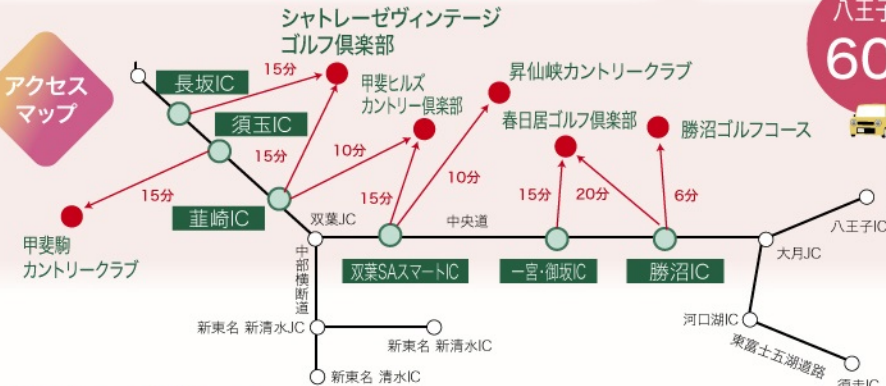 八王子
60
アクセス
マップ
シャトレーゼヴィンテージ
ゴルフ倶楽部
甲斐ヒルズ
カントリー倶楽部
昇仙峡カントリークラブ
春日居ゴルフ倶楽部
勝沼ゴルフコース
長坂IC
15分
須玉IC
15分
10分
15分
10分
15分
15分
20分
6分
韮崎IC
双葉JC
中央道
甲斐駒
カントリークラブ
双葉SAスマートIC
一宮・御坂IC
勝沼IC
大月JC
八王子IC
中部横断道
新東名 新清水JC
新東名 新清水IC
新東名 清水IC
河口湖IC
東富士五湖道路
須走IC